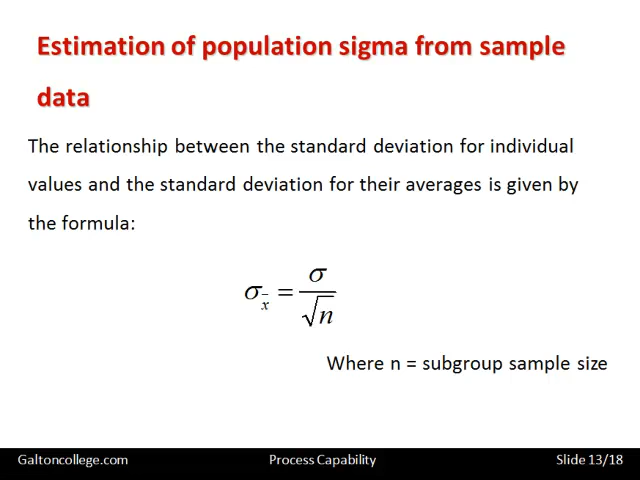 Estimation of population sigma from sample
data
The relationship between the standard deviation for individual
values and the standard deviation for their averages is given by
the formula:
σ_x̄ = σ / √n
Where n = subgroup sample size
Galtoncollege.com Process Capability Slide 13/18